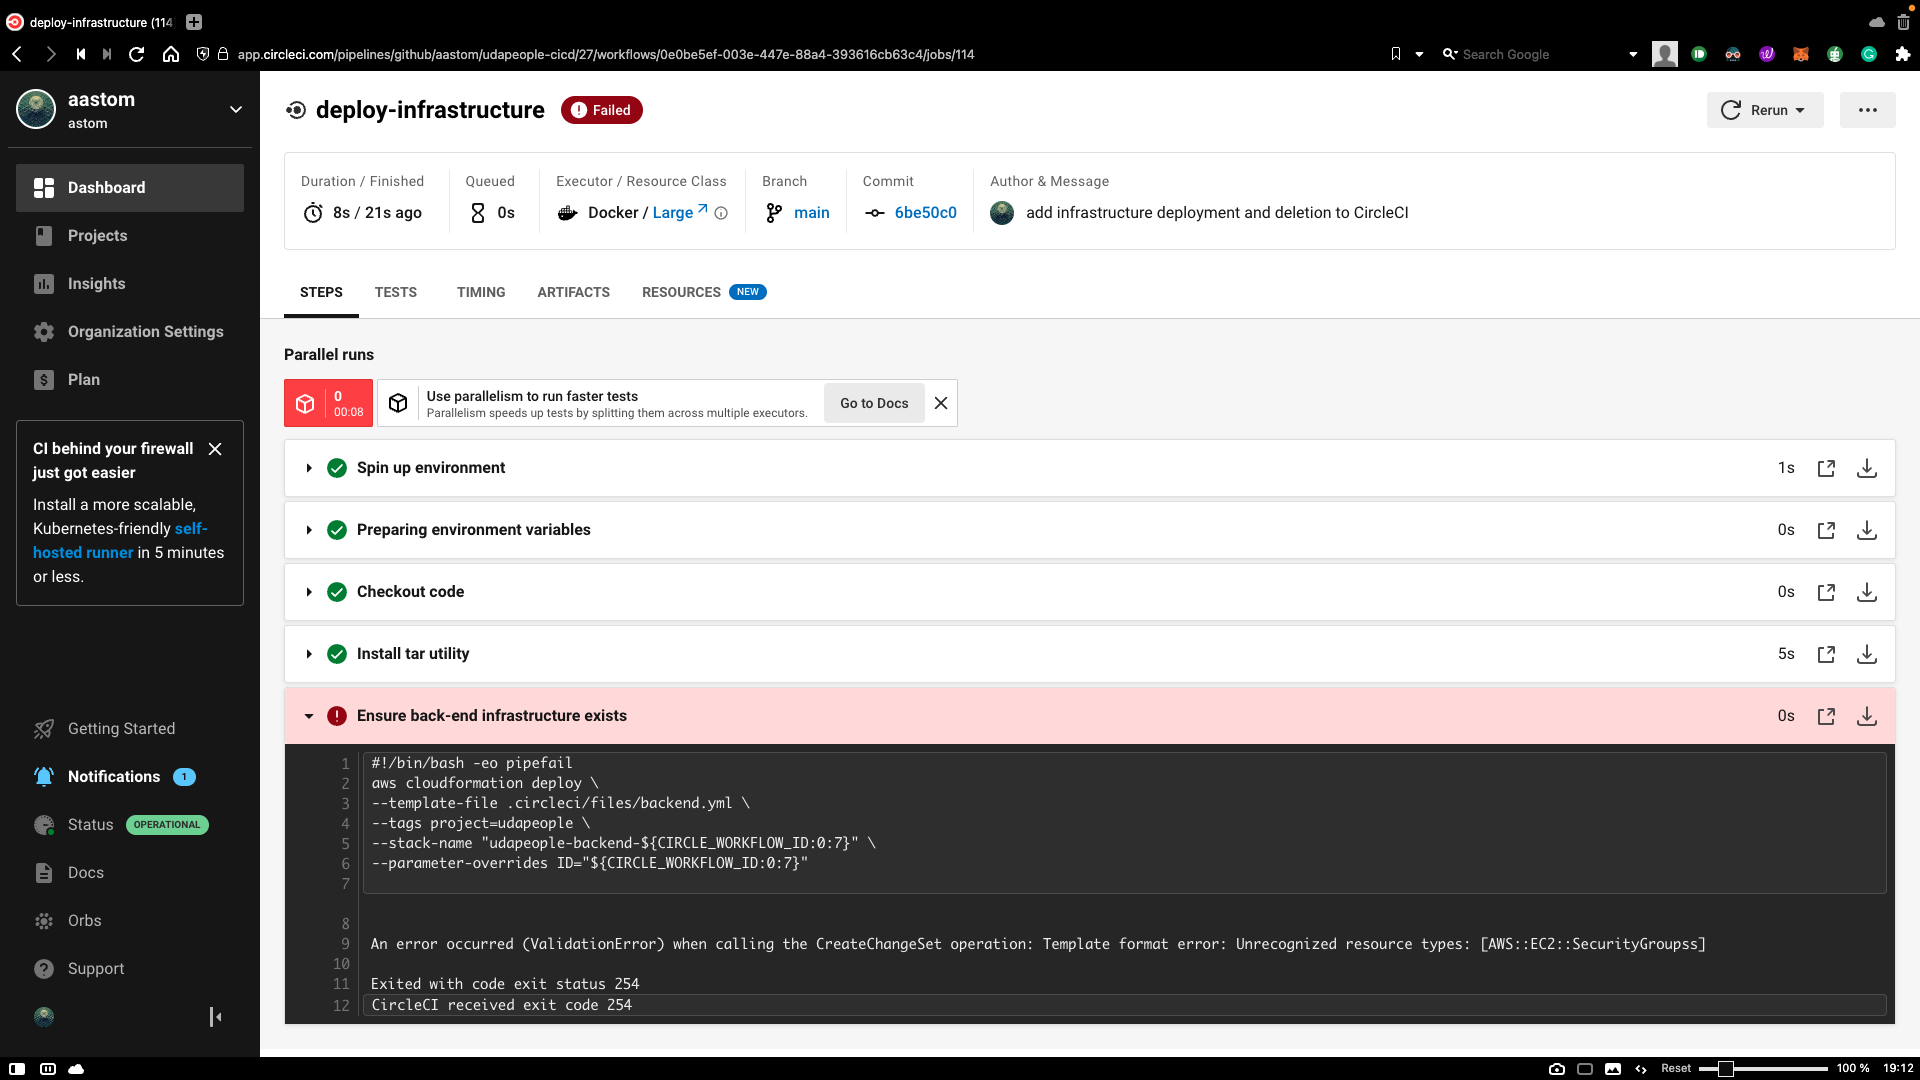 deploy-infrastructure (114
app.circleci.com/pipelines/github/aastom/udapeople-cicd/27/workflows/0e0be5ef-003e-447e-88a4-393616cb63c4/jobs/114
Search Google
aastom
astom
Dashboard
Projects
Insights
Organization Settings
Plan
CI behind your firewall
just got easier
Install a more scalable,
Kubernetes-friendly self-
hosted runner in 5 minutes
or less.
Getting Started
Notifications 1
Status OPERATIONAL
Docs
Orbs
Support
deploy-infrastructure Failed
Rerun
Duration / Finished
8s / 21s ago
Queued
0s
Executor / Resource Class
Docker / Large
Branch
main
Commit
6be50c0
Author & Message
add infrastructure deployment and deletion to CircleCI
STEPS TESTS TIMING ARTIFACTS RESOURCES NEW
Parallel runs
0
00:08
Use parallelism to run faster tests
Parallelism speeds up tests by splitting them across multiple executors.
Go to Docs
Spin up environment 1s
Preparing environment variables 0s
Checkout code 0s
Install tar utility 5s
Ensure back-end infrastructure exists 0s
1 #!/bin/bash -eo pipefail
2 aws cloudformation deploy \
3 --template-file .circleci/files/backend.yml \
4 --tags project=udapeople \
5 --stack-name "udapeople-backend-${CIRCLE_WORKFLOW_ID:0:7}" \
6 --parameter-overrides ID="${CIRCLE_WORKFLOW_ID:0:7}"
7
8
9 An error occurred (ValidationError) when calling the CreateChangeSet operation: Template format error: Unrecognized resource types: [AWS::EC2::SecurityGroupss]
10
11 Exited with code exit status 254
12 CircleCI received exit code 254
Reset 100 % 19:12